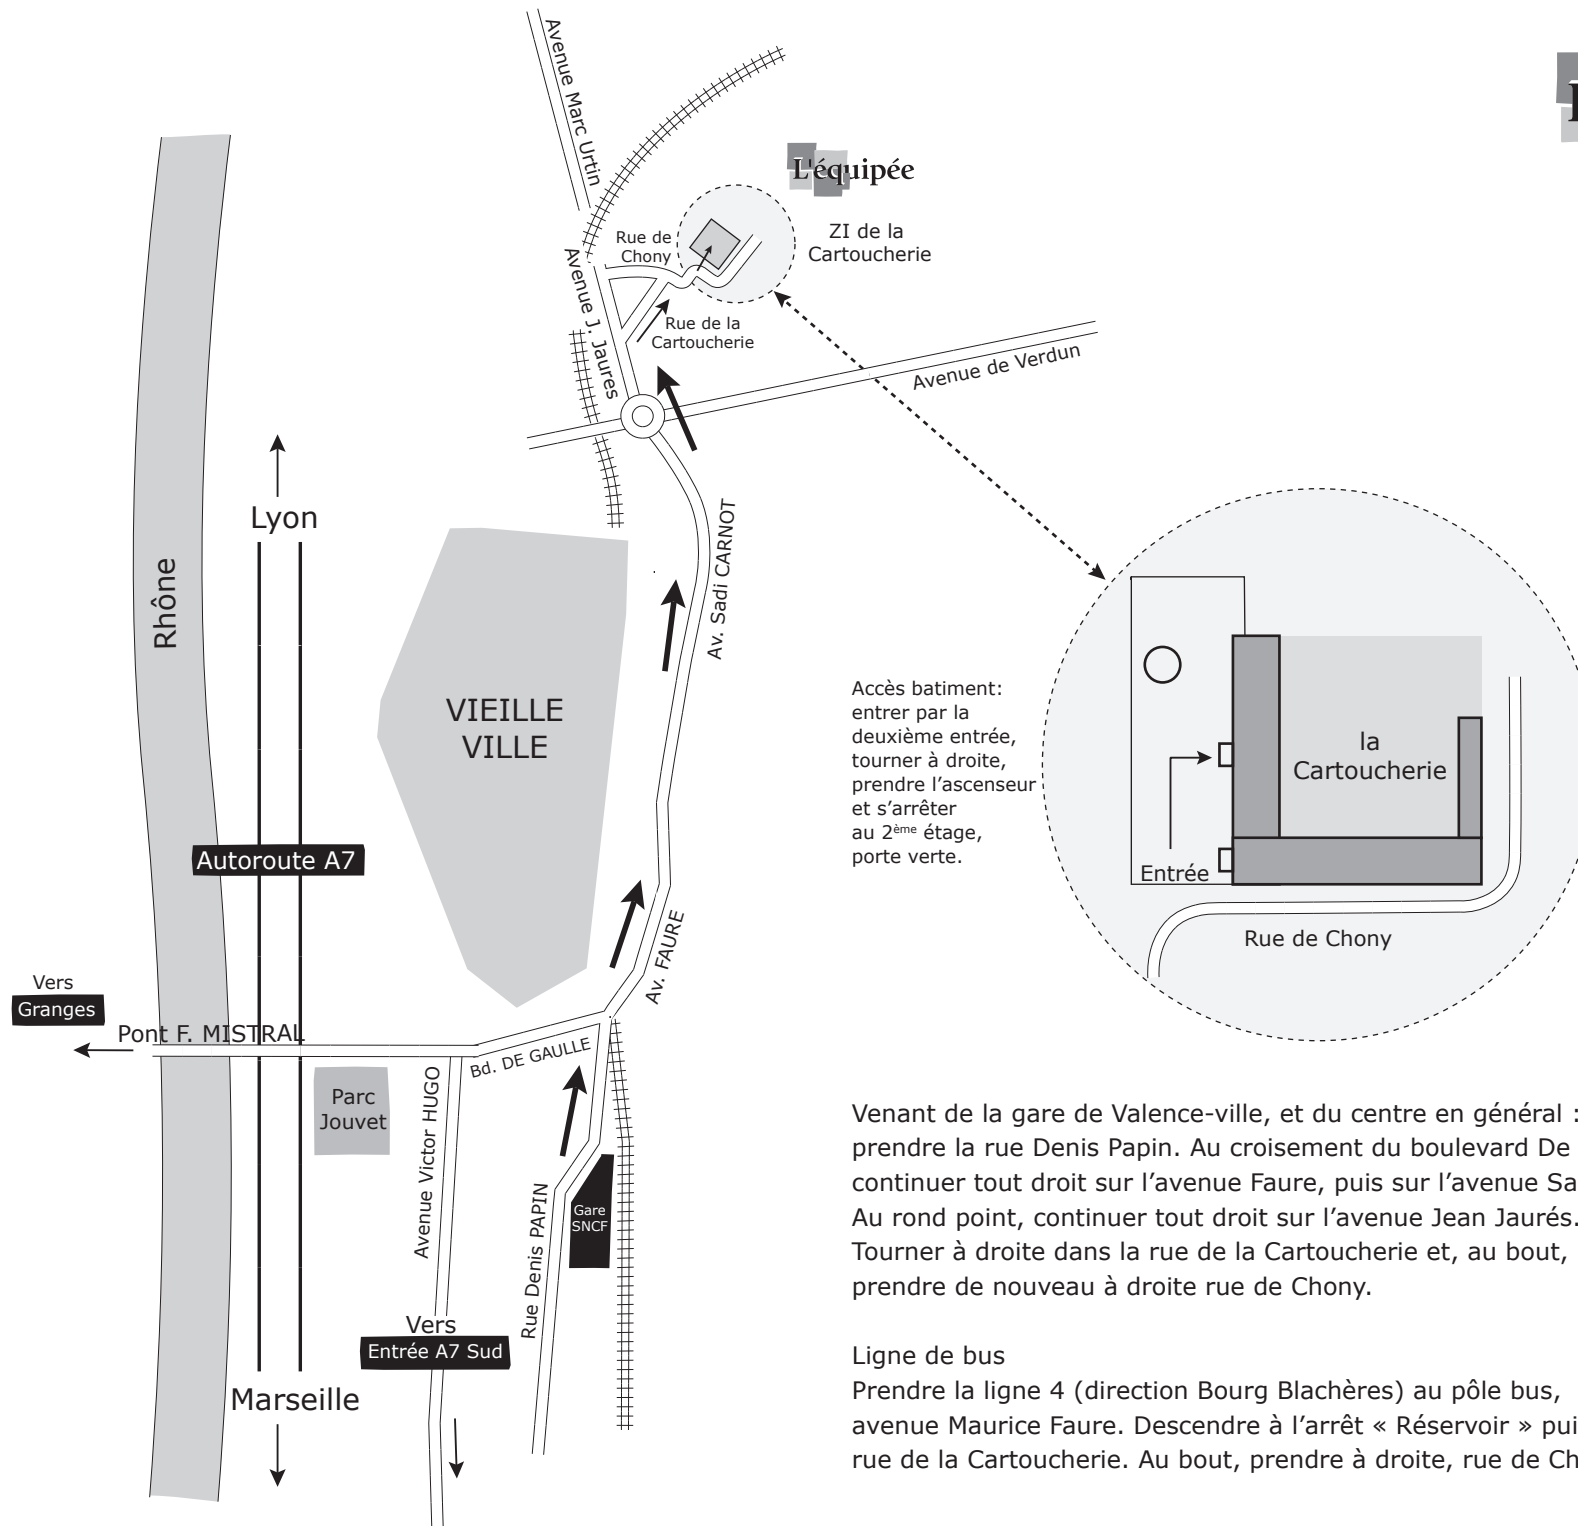 Avenue Marc Urtin
L'équipée
ZI de la
Cartoucherie
Rue de
Chony
Avenue J. Jaures
Rue de la
Cartoucherie
Avenue de Verdun
Lyon
Rhône
Av. Sadi CARNOT
VIEILLE
VILLE
Accès batiment:
entrer par la
deuxième entrée,
tourner à droite,
prendre l’ascenseur
et s’arrêter
au 2ème étage,
porte verte.
la
Cartoucherie
Entrée
Rue de Chony
Autoroute A7
Av. FAURE
Vers
Granges
Pont F. MISTRAL
Bd. DE GAULLE
Parc
Jouvet
Avenue Victor HUGO
Rue Denis PAPIN
Gare
SNCF
Vers
Entrée A7 Sud
Marseille
Venant de la gare de Valence-ville, et du centre en général :
prendre la rue Denis Papin. Au croisement du boulevard De
continuer tout droit sur l’avenue Faure, puis sur l’avenue Sa
Au rond point, continuer tout droit sur l’avenue Jean Jaurés.
Tourner à droite dans la rue de la Cartoucherie et, au bout,
prendre de nouveau à droite rue de Chony.
Ligne de bus
Prendre la ligne 4 (direction Bourg Blachères) au pôle bus,
avenue Maurice Faure. Descendre à l’arrêt « Réservoir » pui
rue de la Cartoucherie. Au bout, prendre à droite, rue de Ch